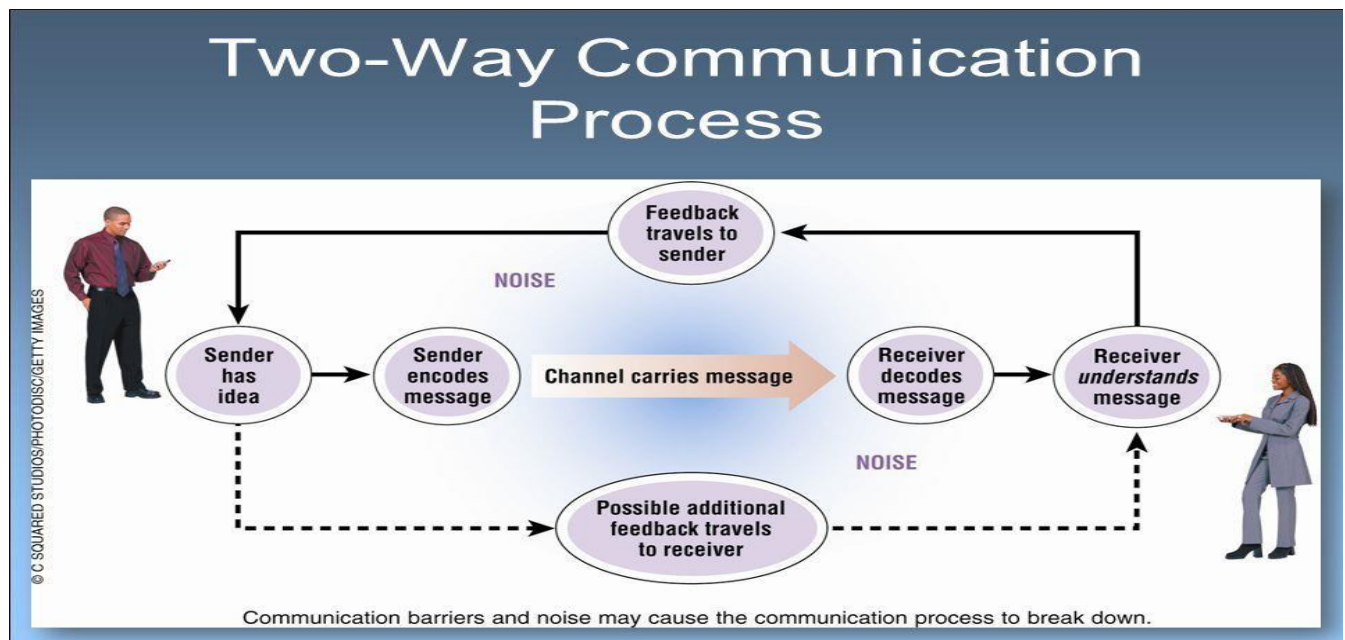 Two-Way Communication
Process
Feedback
travels to
sender
NOISE
Sender
has
idea
Sender
encodes
message
Channel carries message
Receiver
decodes
message
Receiver
understands
message
NOISE
Possible additional
feedback travels
to receiver
© C SQUARED STUDIOS/PHOTODISC/GETTY IMAGES
Communication barriers and noise may cause the communication process to break down.